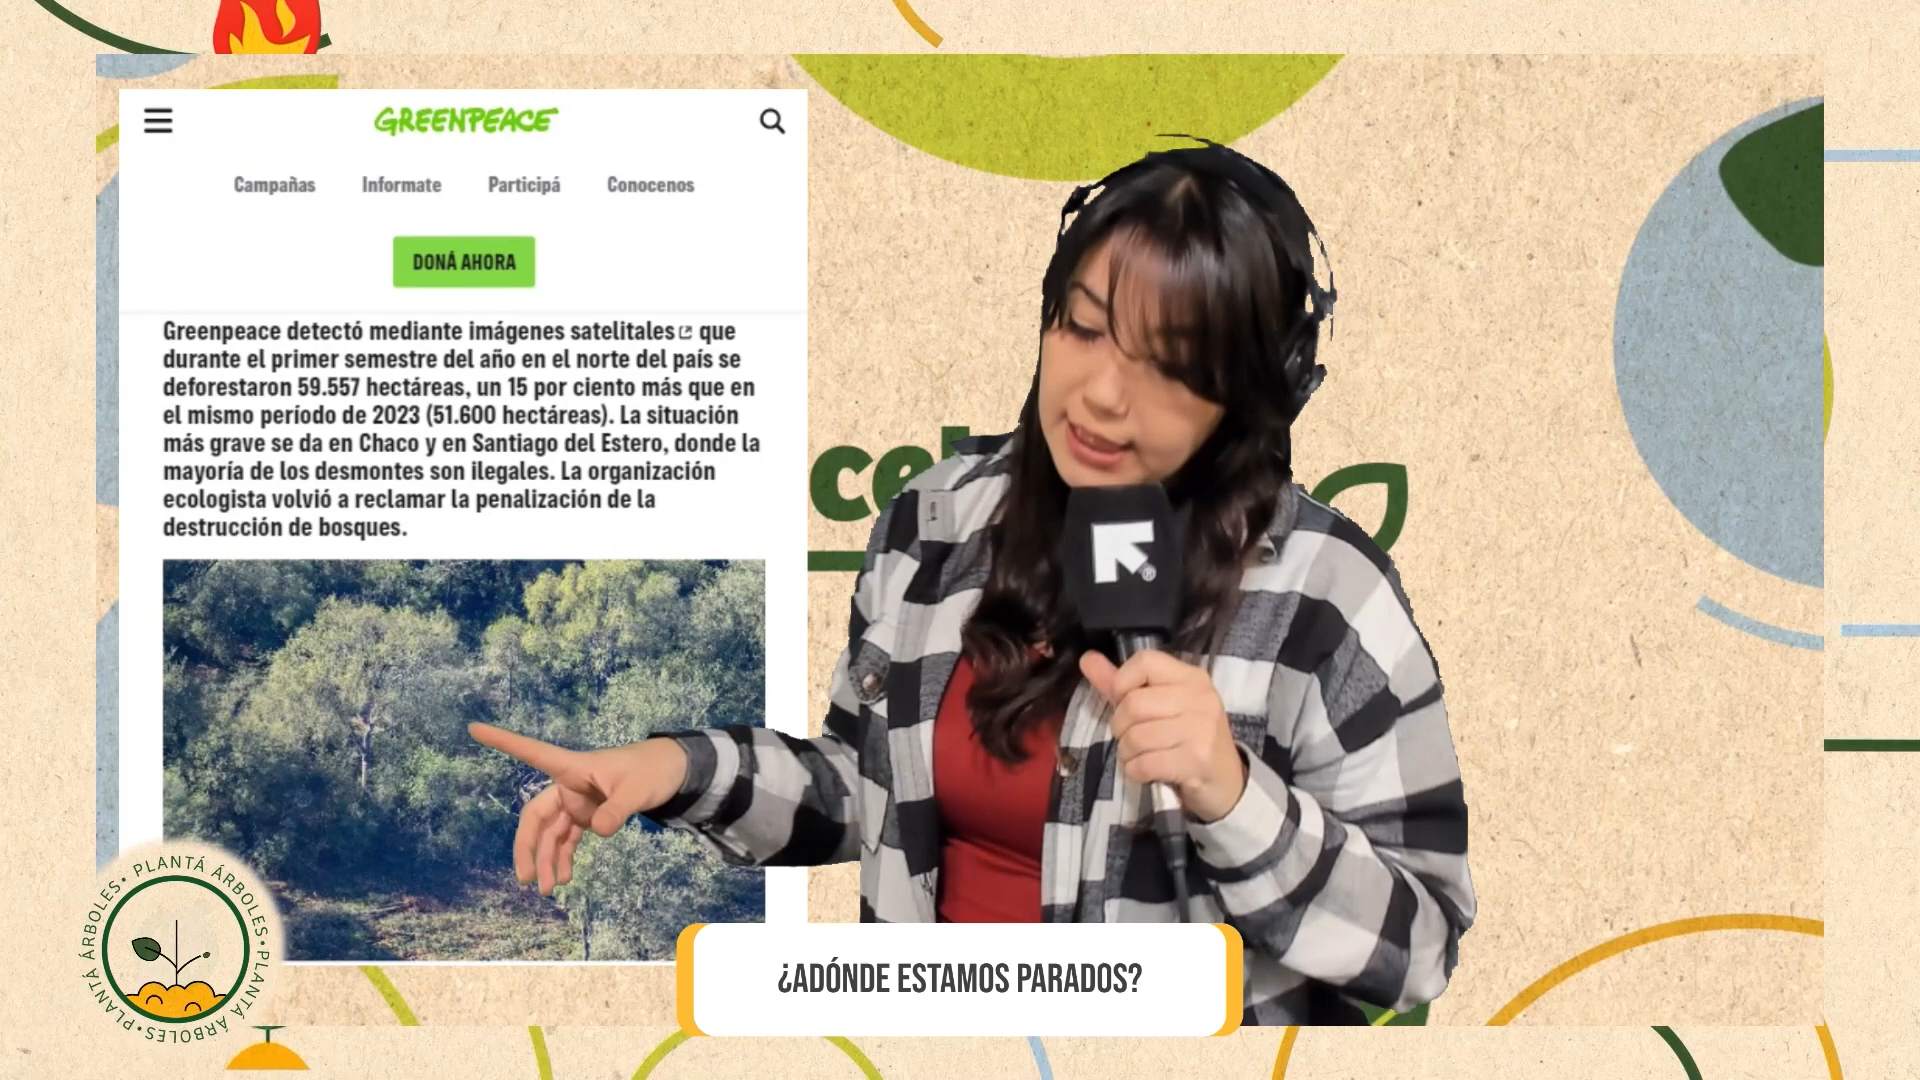 GREENPEACE
Campañas Informate Participá Conocenos
DONÁ AHORA
Greenpeace detectó mediante imágenes satelitales que
durante el primer semestre del año en el norte del país se
deforestaron 59.557 hectáreas, un 15 por ciento más que en
el mismo período de 2023 (51.600 hectáreas). La situación
más grave se da en Chaco y en Santiago del Estero, donde la
mayoría de los desmontes son ilegales. La organización
ecologista volvió a reclamar la penalización de la
destrucción de bosques.
PLANTÁ ÁRBOLES • PLANTÁ ÁRBOLES • PLANTÁ ÁRBOLES •
¿ADÓNDE ESTAMOS PARADOS?